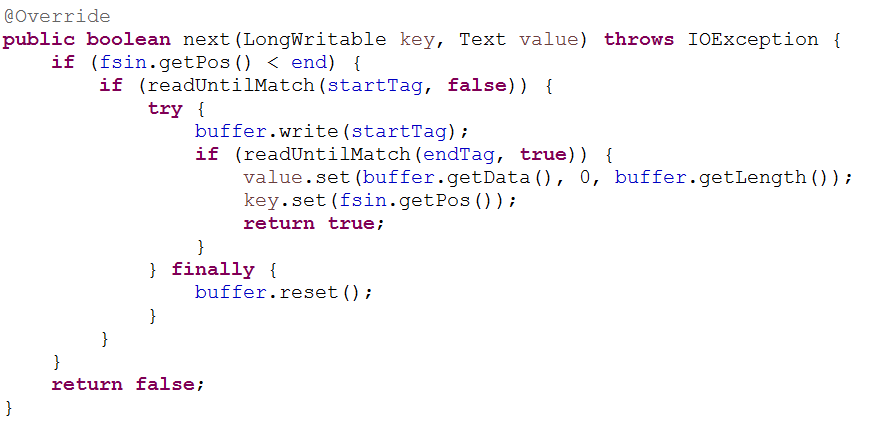 @Override
public boolean next(LongWritable key, Text value) throws IOException {
    if (fsin.getPos() < end) {
        if (readUntilMatch(startTag, false)) {
            try {
                buffer.write(startTag);
                if (readUntilMatch(endTag, true)) {
                    value.set(buffer.getData(), 0, buffer.getLength());
                    key.set(fsin.getPos());
                    return true;
                }
            } finally {
                buffer.reset();
            }
        }
    }
    return false;
}